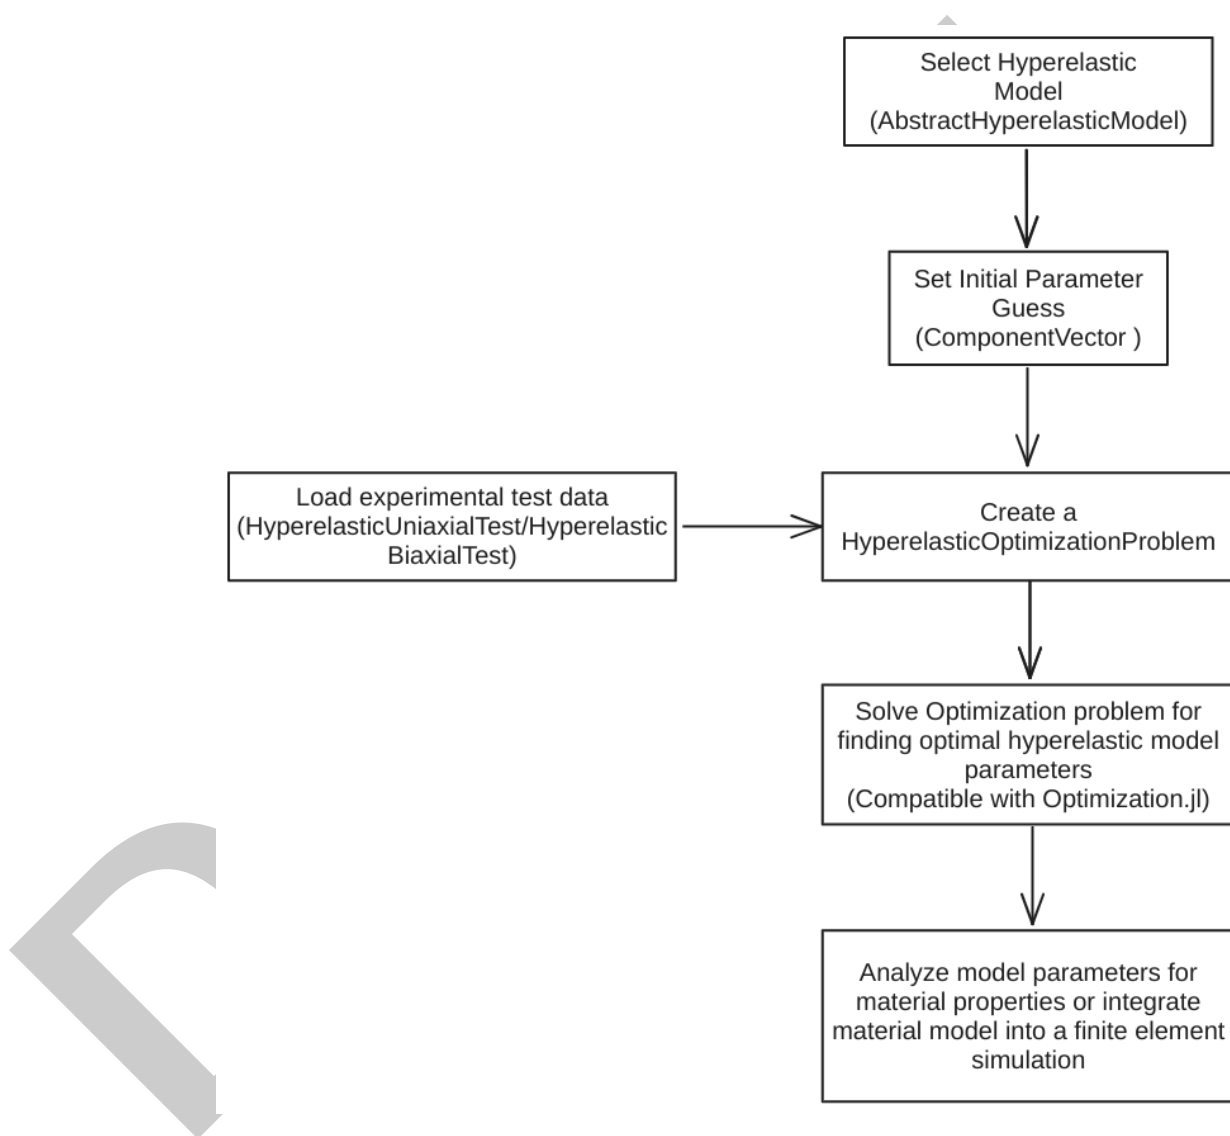 Select Hyperelastic
Model
(AbstractHyperelasticModel)
Set Initial Parameter
Guess
(ComponentVector )
Load experimental test data
(HyperelasticUniaxialTest/Hyperelastic
BiaxialTest)
Create a
HyperelasticOptimizationProblem
Solve Optimization problem for
finding optimal hyperelastic model
parameters
(Compatible with Optimization.jl)
Analyze model parameters for
material properties or integrate
material model into a finite element
simulation